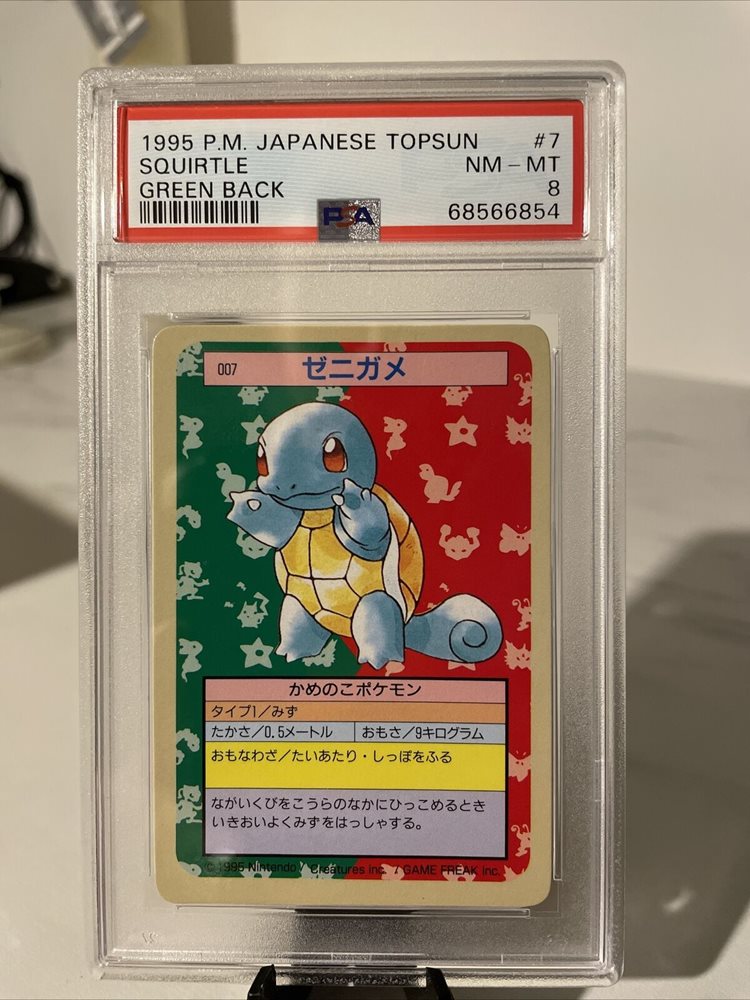 1995 P.M. JAPANESE TOPSUN #7
SQUIRTLE NM - MT
GREEN BACK 8
PSA 68566854
007 ゼニガメ
かめのこポケモン
タイプ1/みず
たかさ/0.5メートル おもさ/9キログラム
おもなわざ/たいあたり・しっぽをふる
ながいくびをこうらのなかにひっこめるとき
いきおいよくみずをはっしゃする。
© 1995 Nintendo / Creatures inc. / GAME FREAK inc.